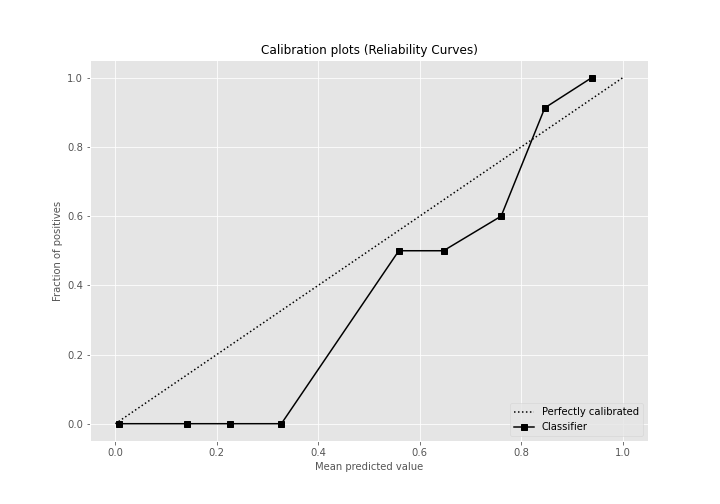 Calibration plots (Reliability Curves)
1.0
0.8
0.6
0.4
0.2
0.0
Fraction of positives
0.0 0.2 0.4 0.6 0.8 1.0
Mean predicted value
Perfectly calibrated
Classifier